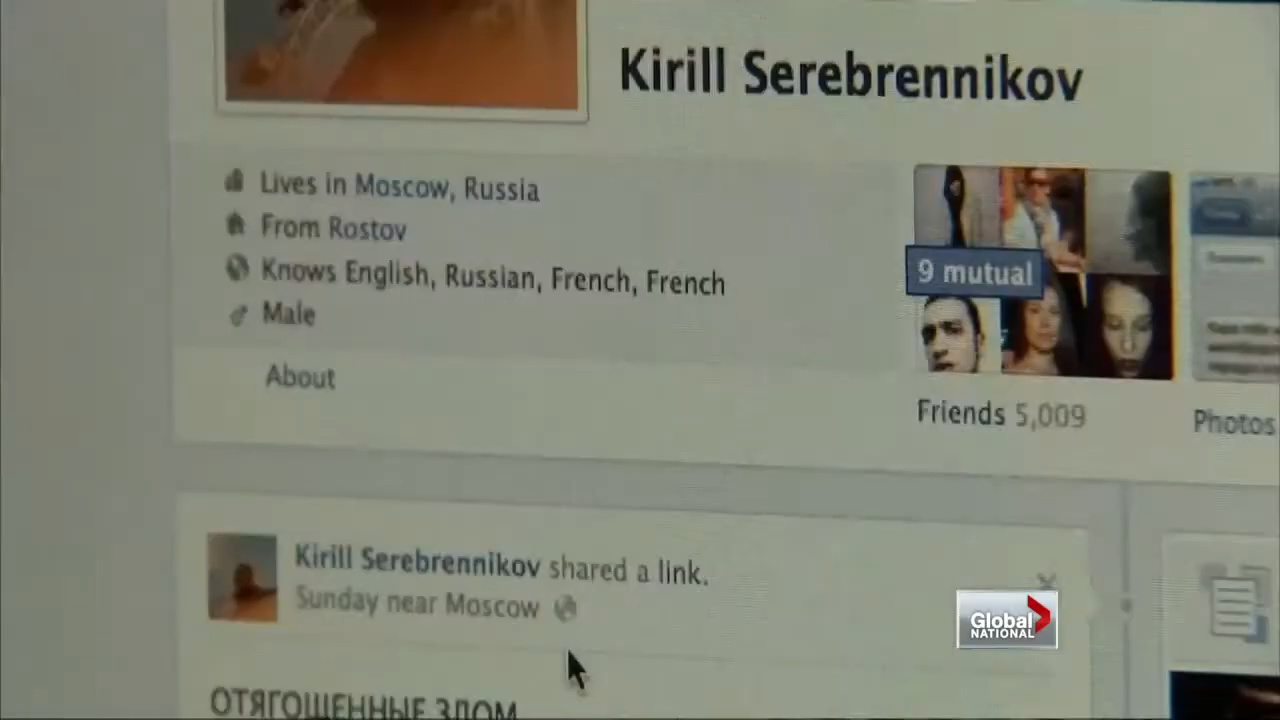 Kirill Serebrennikov
Lives in Moscow, Russia
From Rostov
Knows English, Russian, French, French
Male
About
9 mutual
Friends 5,009
Photos
Kirill Serebrennikov shared a link.
Sunday near Moscow
ОТЯГОЩЕННЫЕ ЗЛОМ
Global
NATIONAL